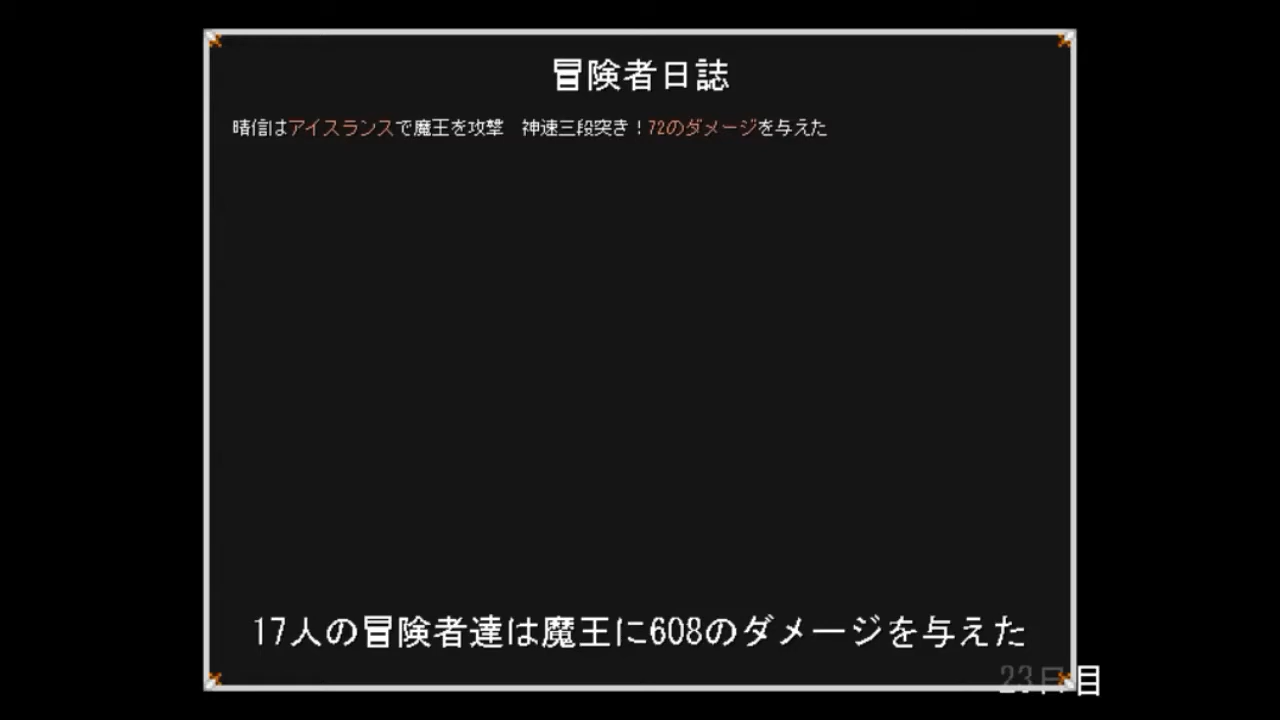 冒険者日誌
晴信はアイスランスで魔王を攻撃　神速三段突き！72のダメージを与えた
17人の冒険者達は魔王に608のダメージを与えた
23日目